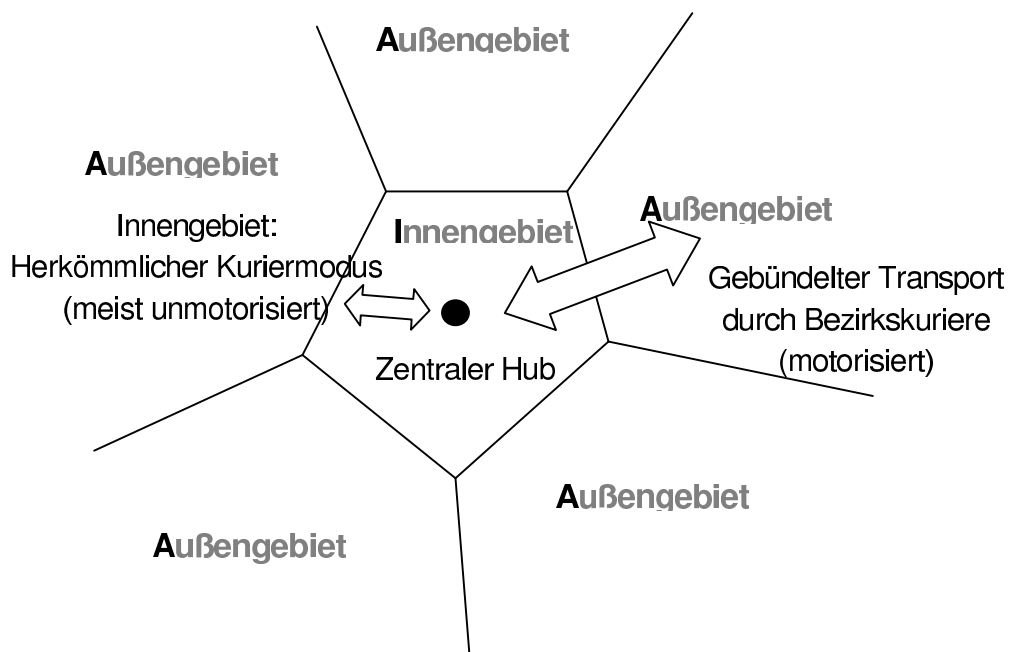 Außengebiet
Außengebiet
Innengebiet:
Herkömmlicher Kuriermodus
(meist unmotorisiert)
Innengebiet
Außengebiet
Gebündelter Transport
durch Bezirkskuriere
(motorisiert)
Zentraler Hub
Außengebiet
Außengebiet